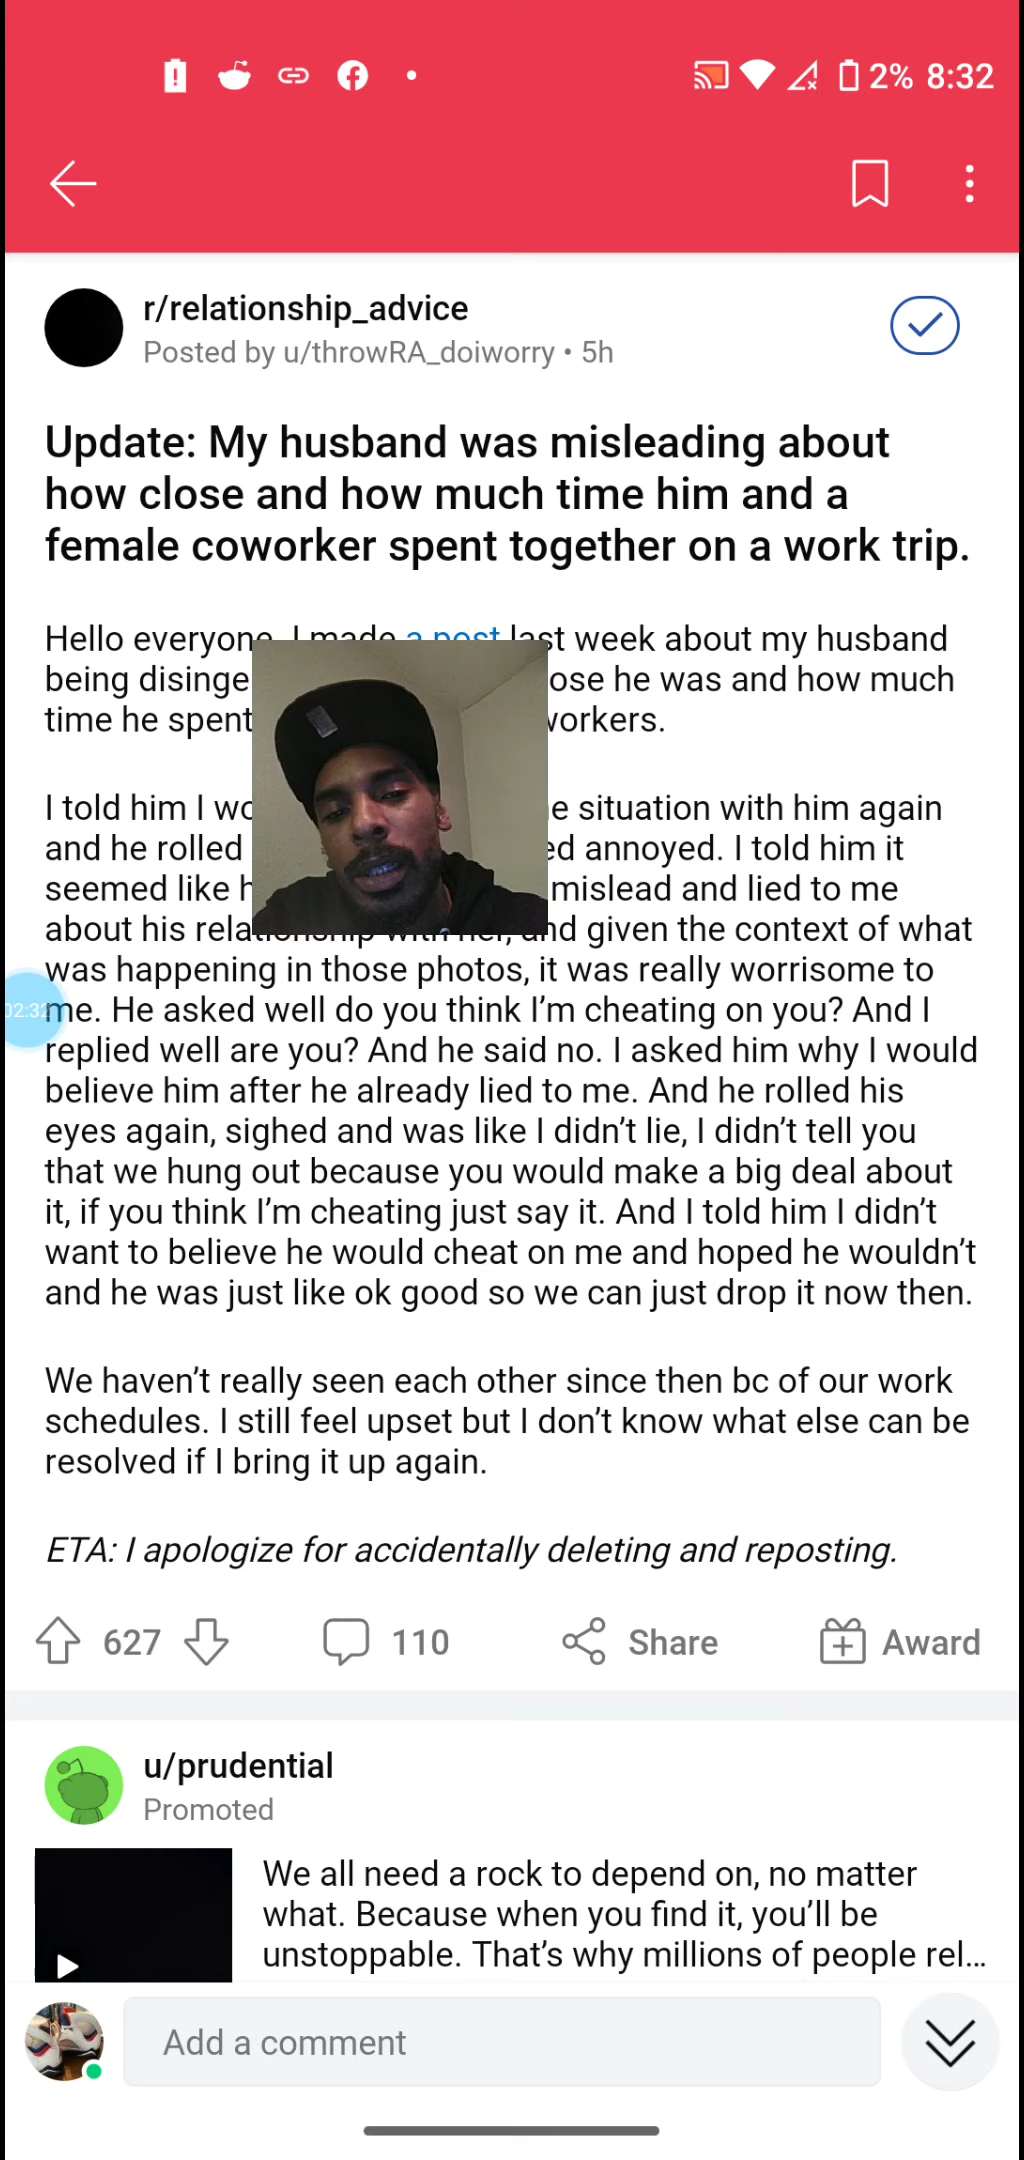 2% 8:32
r/relationship_advice
Posted by u/throwRA_doiworry • 5h
Update: My husband was misleading about
how close and how much time him and a
female coworker spent together on a work trip.
Hello everyone, I made a post last week about my husband
being disinge ose he was and how much
time he spent workers.
I told him I wo e situation with him again
and he rolled ed annoyed. I told him it
seemed like h mislead and lied to me
about his relationship with her, and given the context of what
was happening in those photos, it was really worrisome to
02:32
me. He asked well do you think I'm cheating on you? And I
replied well are you? And he said no. I asked him why I would
believe him after he already lied to me. And he rolled his
eyes again, sighed and was like I didn't lie, I didn't tell you
that we hung out because you would make a big deal about
it, if you think I'm cheating just say it. And I told him I didn't
want to believe he would cheat on me and hoped he wouldn't
and he was just like ok good so we can just drop it now then.
We haven't really seen each other since then bc of our work
schedules. I still feel upset but I don't know what else can be
resolved if I bring it up again.
ETA: I apologize for accidentally deleting and reposting.
627 110 Share Award
u/prudential
Promoted
We all need a rock to depend on, no matter
what. Because when you find it, you'll be
unstoppable. That's why millions of people rel...
Add a comment